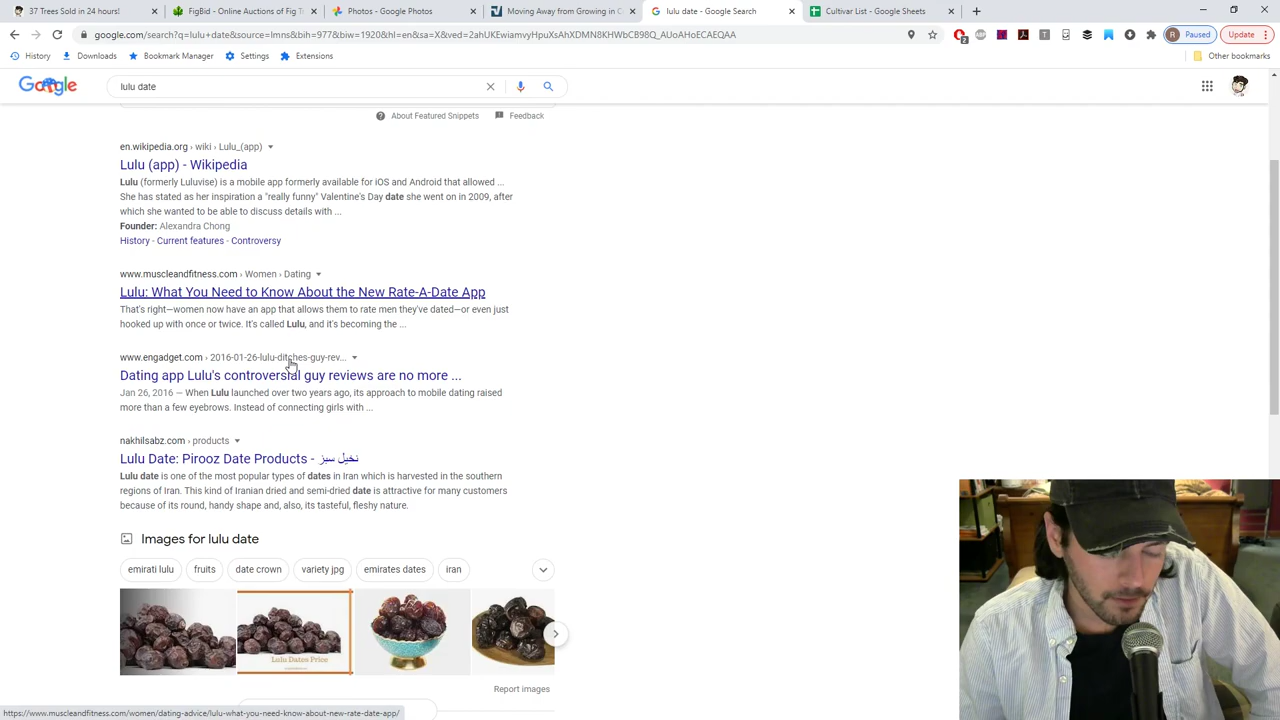 37 Trees Sold in 24 hours!
FigBid - Online Auctions of Fig T
Photos - Google Photos
Moving Away from Growing in C
lulu date - Google Search
Cultivar List - Google Sheets
google.com/search?q=lulu+date&source=lmns&bih=977&biw=1920&hl=en&sa=X&ved=2ahUKEwiamvyHpuXsAhXDMN8KHWbCB98Q_AUoAHoECAEQAA
Paused
Update
History
Downloads
Bookmark Manager
Settings
Extensions
Other bookmarks
lulu date
About Featured Snippets
Feedback
en.wikipedia.org › wiki › Lulu_(app)
Lulu (app) - Wikipedia
Lulu (formerly Luluvise) is a mobile app formerly available for iOS and Android that allowed ...
She has stated as her inspiration a "really funny" Valentine's Day date she went on in 2009, after
which she wanted to be able to discuss details with ...
Founder: Alexandra Chong
History · Current features · Controversy
www.muscleandfitness.com › Women › Dating
Lulu: What You Need to Know About the New Rate-A-Date App
That's right—women now have an app that allows them to rate men they've dated—or even just
hooked up with once or twice. It's called Lulu, and it's becoming the ...
www.engadget.com › 2016-01-26-lulu-ditches-guy-rev...
Dating app Lulu's controversial guy reviews are no more ...
Jan 26, 2016 — When Lulu launched over two years ago, its approach to mobile dating raised
more than a few eyebrows. Instead of connecting girls with ...
nakhilsabz.com › products
Lulu Date: Pirooz Date Products - نخیل سبز
Lulu date is one of the most popular types of dates in Iran which is harvested in the southern
regions of Iran. This kind of Iranian dried and semi-dried date is attractive for many customers
because of its round, handy shape and, also, its tasteful, fleshy nature.
Images for lulu date
emirati lulu
fruits
date crown
variety jpg
emirates dates
iran
Lulu Dates Price
Report images
https://www.muscleandfitness.com/women/dating-advice/lulu-what-you-need-know-about-new-rate-date-app/